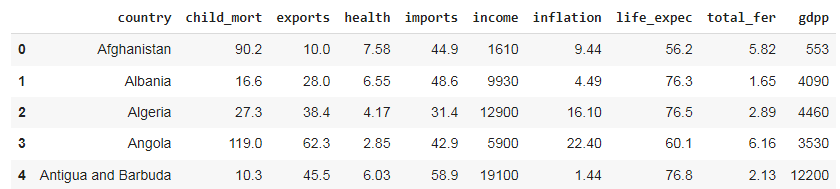 country child_mort exports health imports income inflation life_expec total_fer gdpp
0 Afghanistan 90.2 10.0 7.58 44.9 1610 9.44 56.2 5.82 553
1 Albania 16.6 28.0 6.55 48.6 9930 4.49 76.3 1.65 4090
2 Algeria 27.3 38.4 4.17 31.4 12900 16.10 76.5 2.89 4460
3 Angola 119.0 62.3 2.85 42.9 5900 22.40 60.1 6.16 3530
4 Antigua and Barbuda 10.3 45.5 6.03 58.9 19100 1.44 76.8 2.13 12200